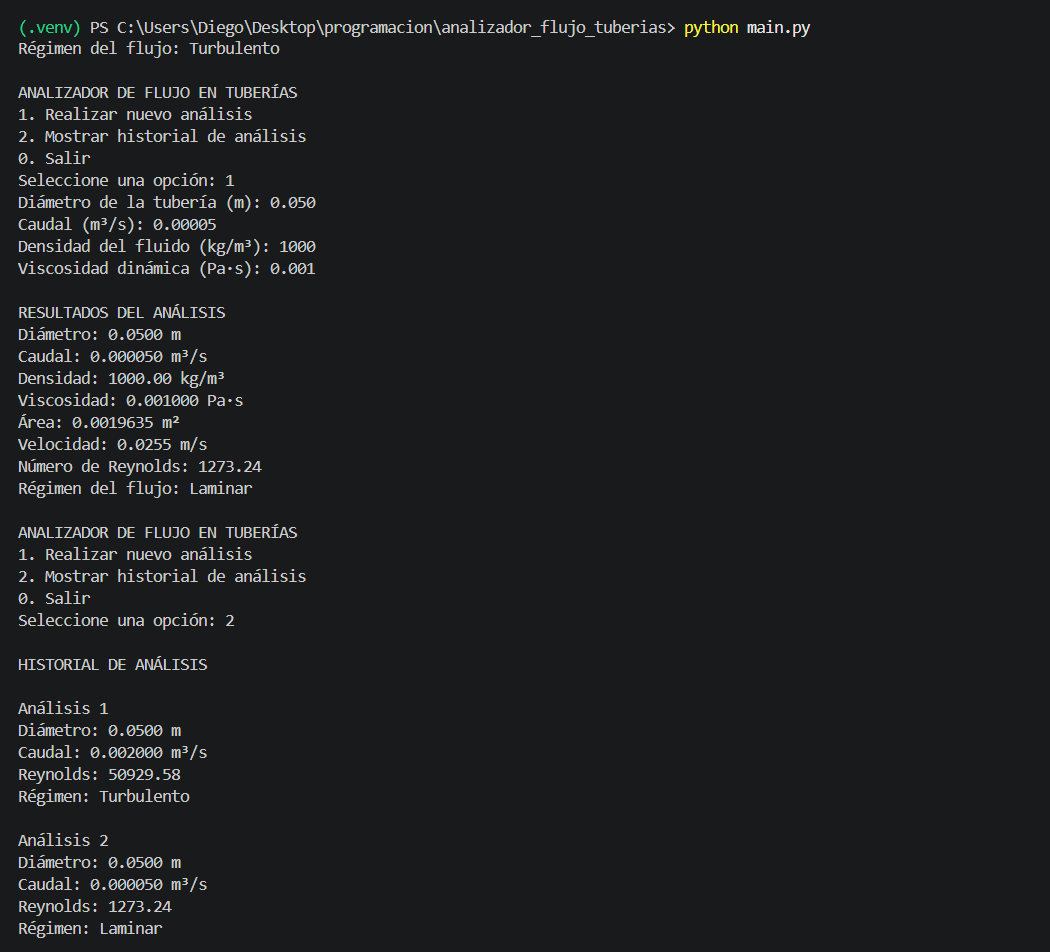 (.venv) PS C:\Users\Diego\Desktop\programacion\analizador_flujo_tuberias> python main.py
Régimen del flujo: Turbulento
ANALIZADOR DE FLUJO EN TUBERÍAS
1. Realizar nuevo análisis
2. Mostrar historial de análisis
0. Salir
Seleccione una opción: 1
Diámetro de la tubería (m): 0.050
Caudal (m³/s): 0.00005
Densidad del fluido (kg/m³): 1000
Viscosidad dinámica (Pa·s): 0.001
RESULTADOS DEL ANÁLISIS
Diámetro: 0.0500 m
Caudal: 0.000050 m³/s
Densidad: 1000.00 kg/m³
Viscosidad: 0.001000 Pa·s
Área: 0.0019635 m²
Velocidad: 0.0255 m/s
Número de Reynolds: 1273.24
Régimen del flujo: Laminar
ANALIZADOR DE FLUJO EN TUBERÍAS
1. Realizar nuevo análisis
2. Mostrar historial de análisis
0. Salir
Seleccione una opción: 2
HISTORIAL DE ANÁLISIS
Análisis 1
Diámetro: 0.0500 m
Caudal: 0.002000 m³/s
Reynolds: 50929.58
Régimen: Turbulento
Análisis 2
Diámetro: 0.0500 m
Caudal: 0.000050 m³/s
Reynolds: 1273.24
Régimen: Laminar